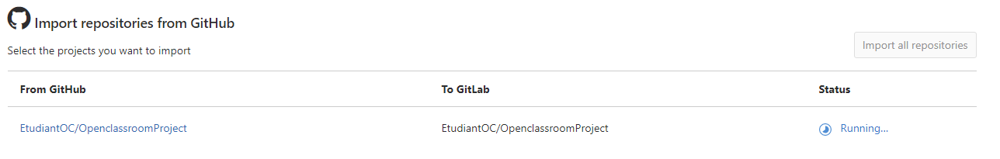 Import repositories from GitHub
Select the projects you want to import
Import all repositories
From GitHub To GitLab Status
EtudiantOC/OpenclassroomProject EtudiantOC/OpenclassroomProject Running...